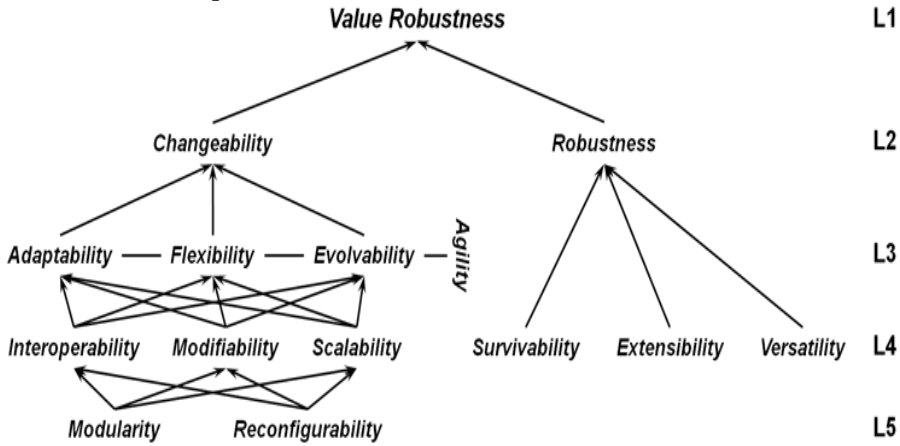 Value Robustness L1
Changeability Robustness L2
Agility
Adaptability Flexibility Evolvability L3
Interoperability Modifiability Scalability Survivability Extensibility Versatility L4
Modularity Reconfigurability L5